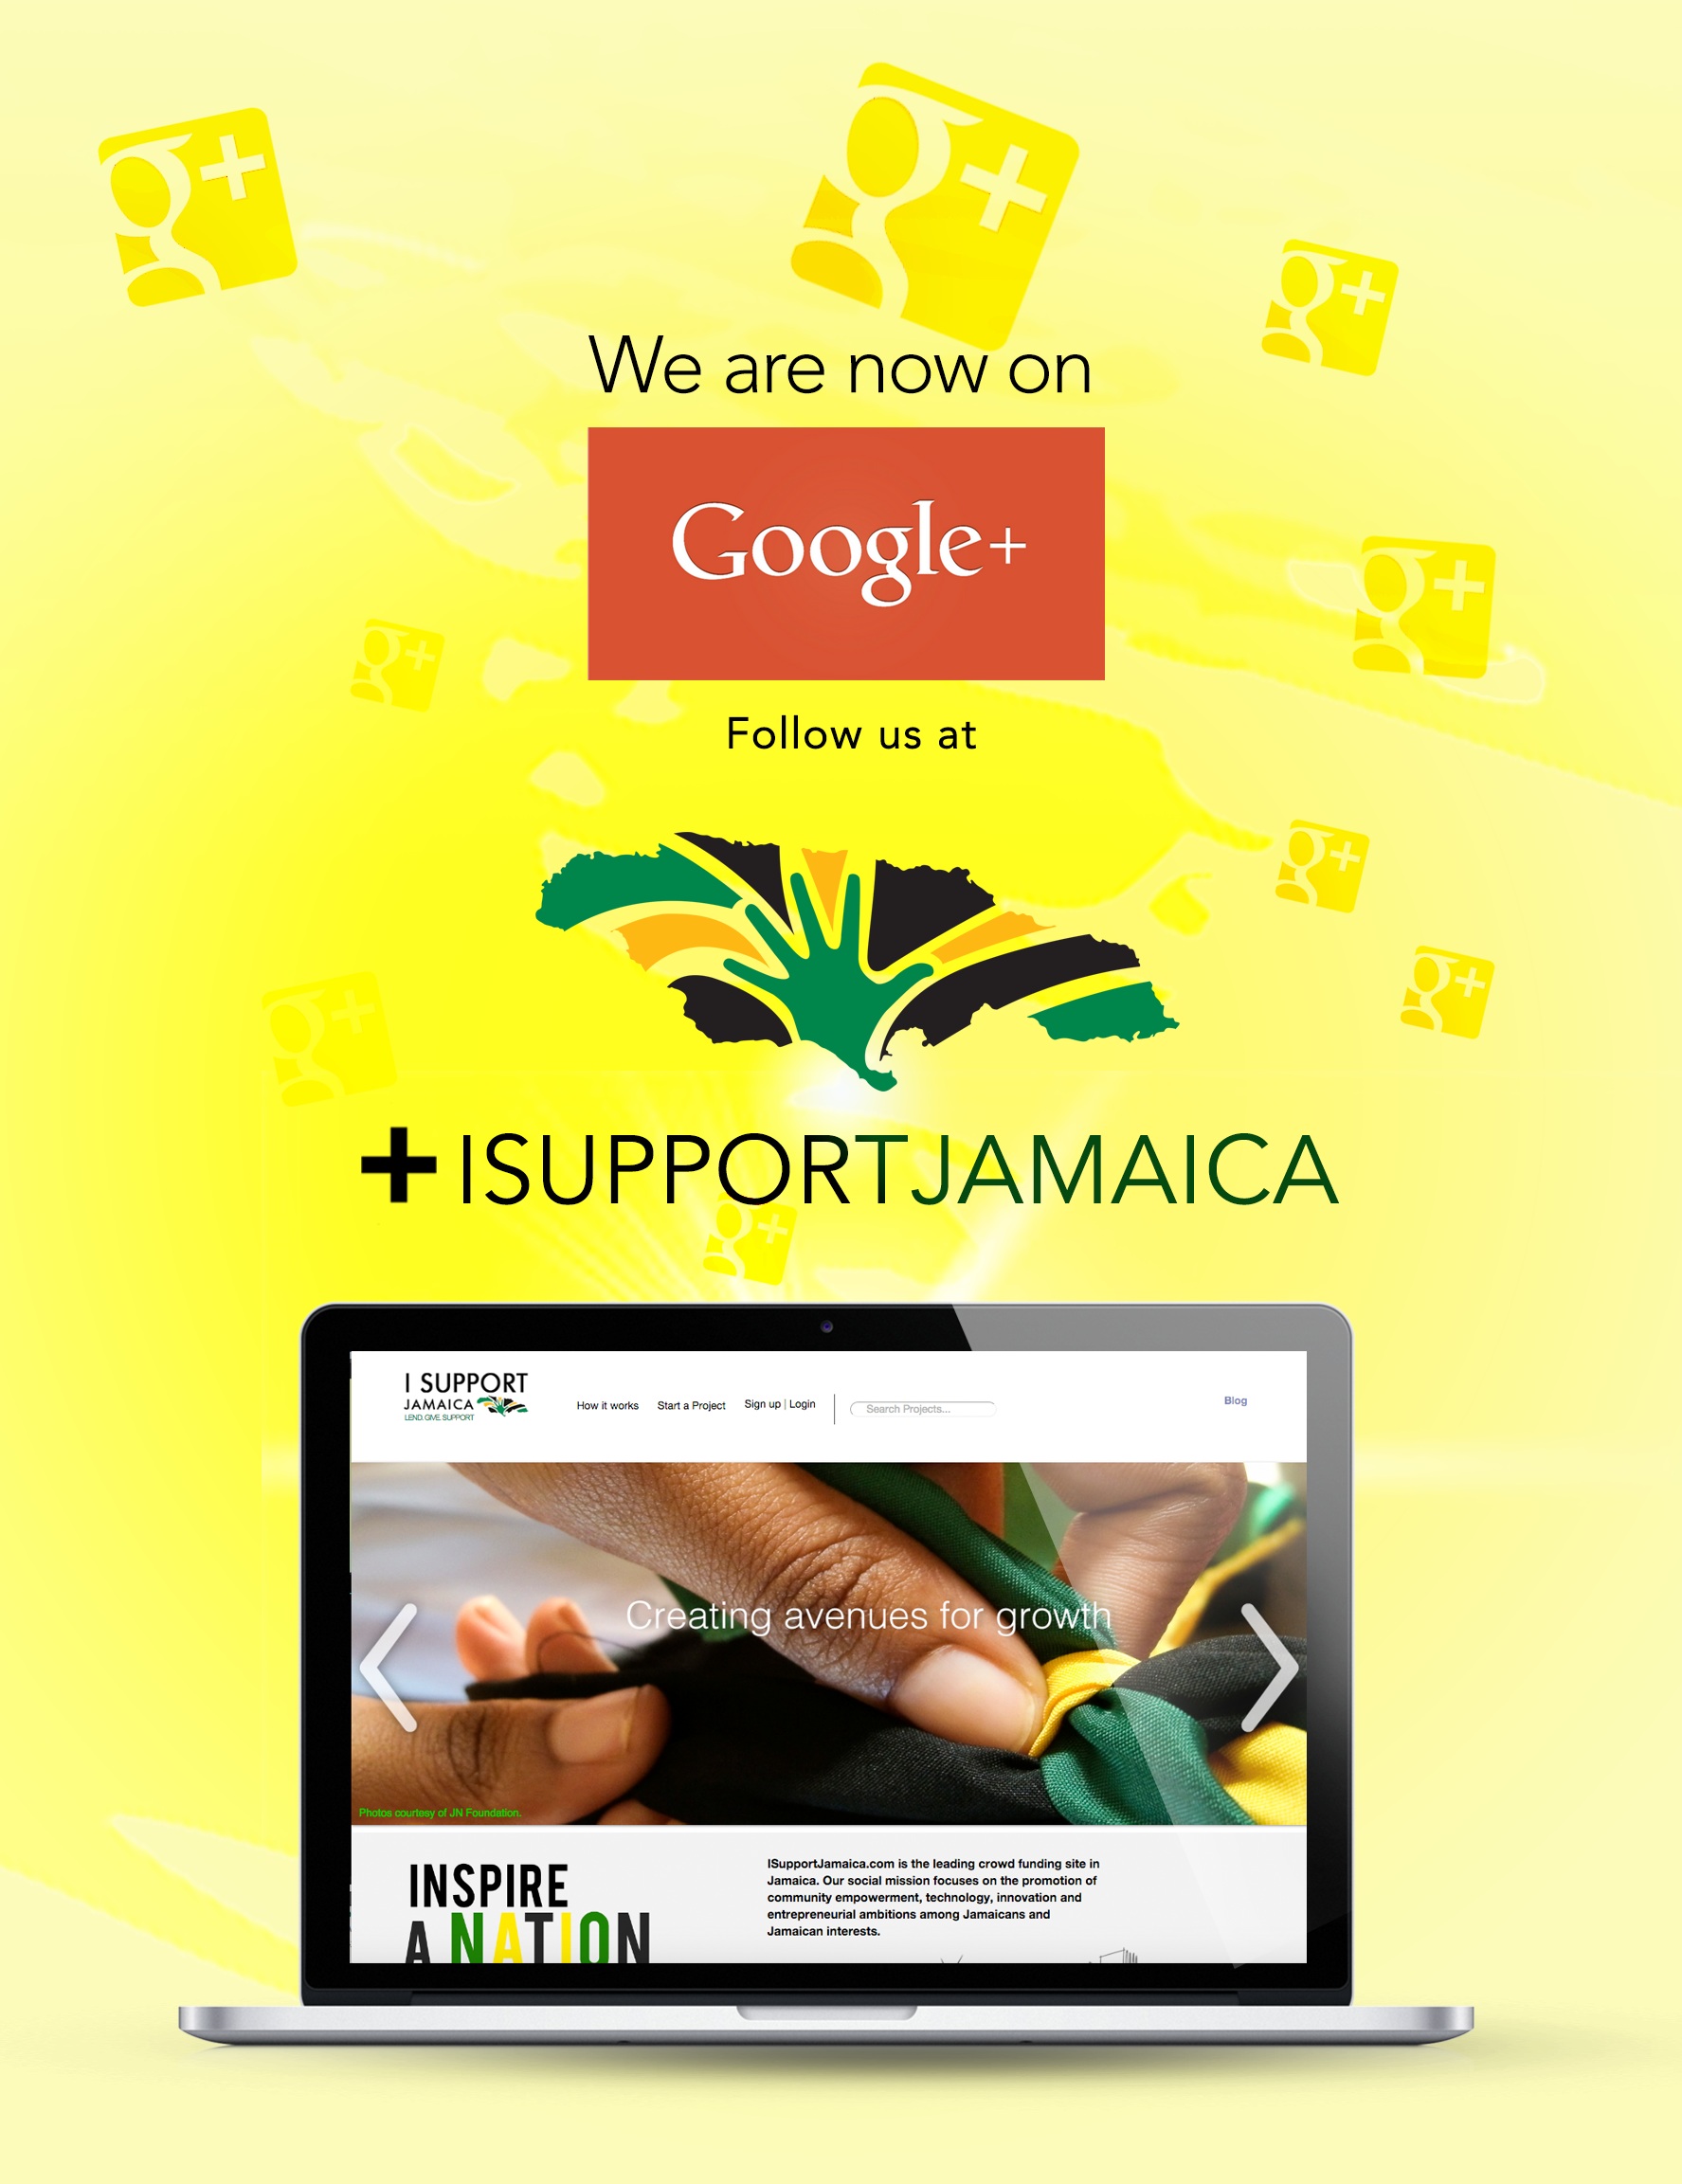 g+
g+
g+
We are now on
Google+
g+
g+
Follow us at
g+
g+
g+
+ISUPPORTJAMAICA
g+
I SUPPORT
JAMAICA
LEND. GIVE. SUPPORT
How it works Start a Project Sign up | Login Search Projects... Blog
Creating avenues for growth
Photos courtesy of JN Foundation.
INSPIRE
A NATION
ISupportJamaica.com is the leading crowd funding site in
Jamaica. Our social mission focuses on the promotion of
community empowerment, technology, innovation and
entrepreneurial ambitions among Jamaicans and
Jamaican interests.